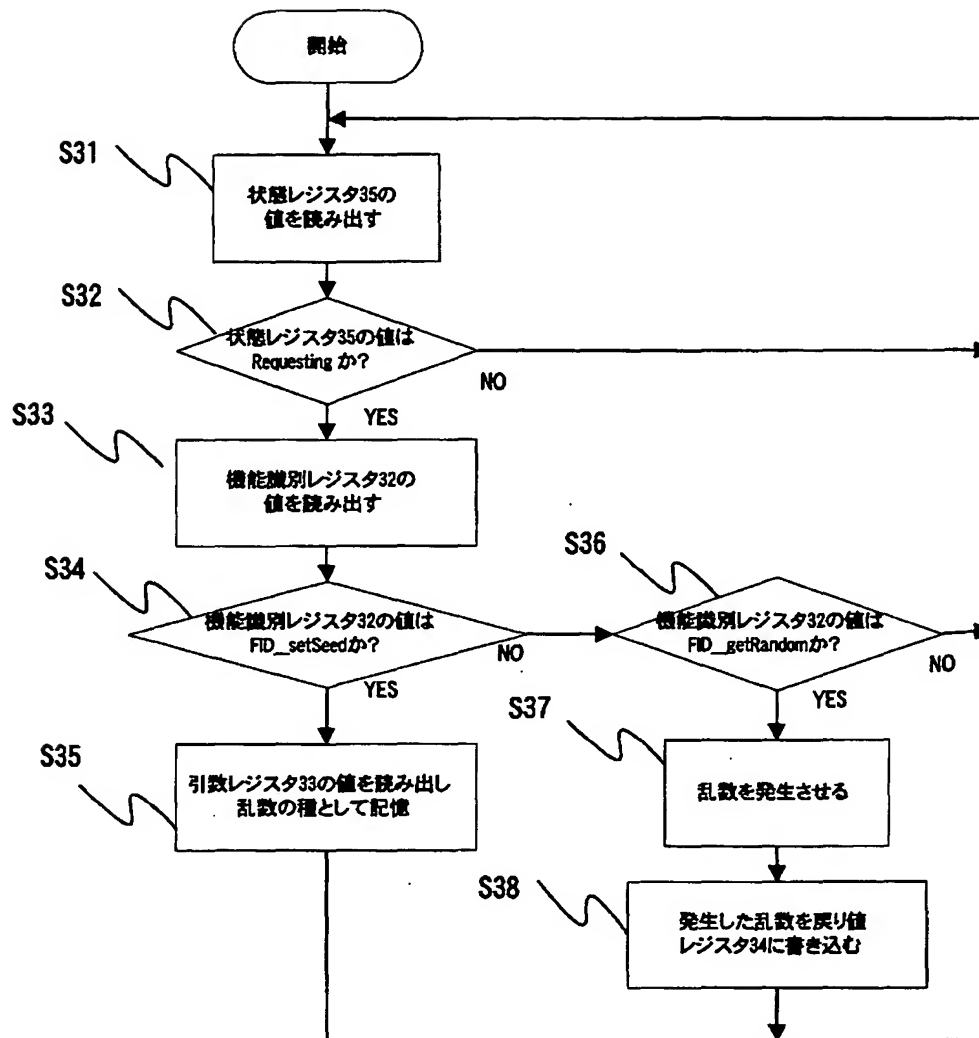 開始
S31
状態レジスタ35の
値を読み出す
S32
状態レジスタ35の値は
Requesting か?
NO
YES
S33
機能識別レジスタ32の
値を読み出す
S34
機能識別レジスタ32の値は
FID__setSeedか?
NO
YES
S36
機能識別レジスタ32の値は
FID__getRandomか?
NO
YES
S35
引数レジスタ33の値を読み出し
乱数の種として記憶
S37
乱数を発生させる
S38
発生した乱数を戻り値
レジスタ34に書き込む